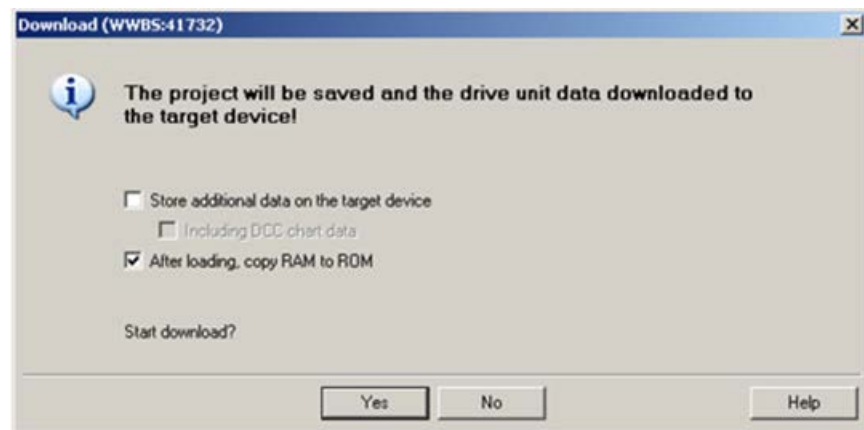 Download (WWBS:41732)
The project will be saved and the drive unit data downloaded to
the target device!
Store additional data on the target device
Including DCC chart data
After loading, copy RAM to ROM
Start download?
Yes No Help